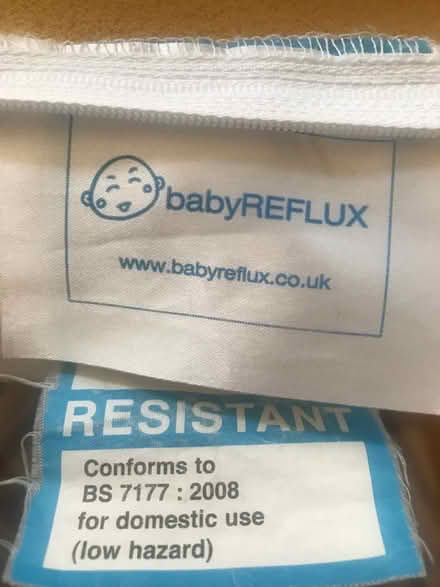 babyREFLUX
www.babyreflux.co.uk
RESISTANT
Conforms to
BS 7177 : 2008
for domestic use
(low hazard)